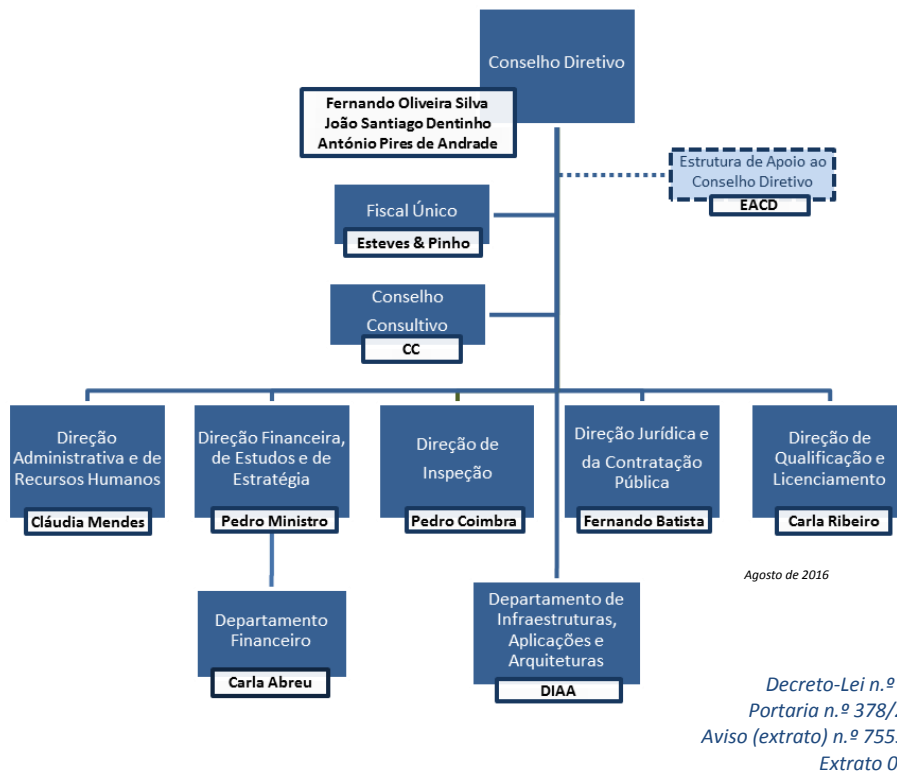 Conselho Diretivo
Fernando Oliveira Silva
João Santiago Dentinho
António Pires de Andrade
Estrutura de Apoio ao
Conselho Diretivo
EACD
Fiscal Único
Esteves & Pinho
Conselho
Consultivo
CC
Direção
Administrativa e de
Recursos Humanos
Cláudia Mendes
Direção Financeira,
de Estudos e de
Estratégia
Pedro Ministro
Direção de
Inspeção
Pedro Coimbra
Direção Jurídica e
da Contratação
Pública
Fernando Batista
Direção de
Qualificação e
Licenciamento
Carla Ribeiro
Agosto de 2016
Departamento
Financeiro
Carla Abreu
Departamento de
Infraestruturas,
Aplicações e
Arquiteturas
DIAA
Decreto-Lei n.º
Portaria n.º 378/
Aviso (extrato) n.º 755
Extrato 0